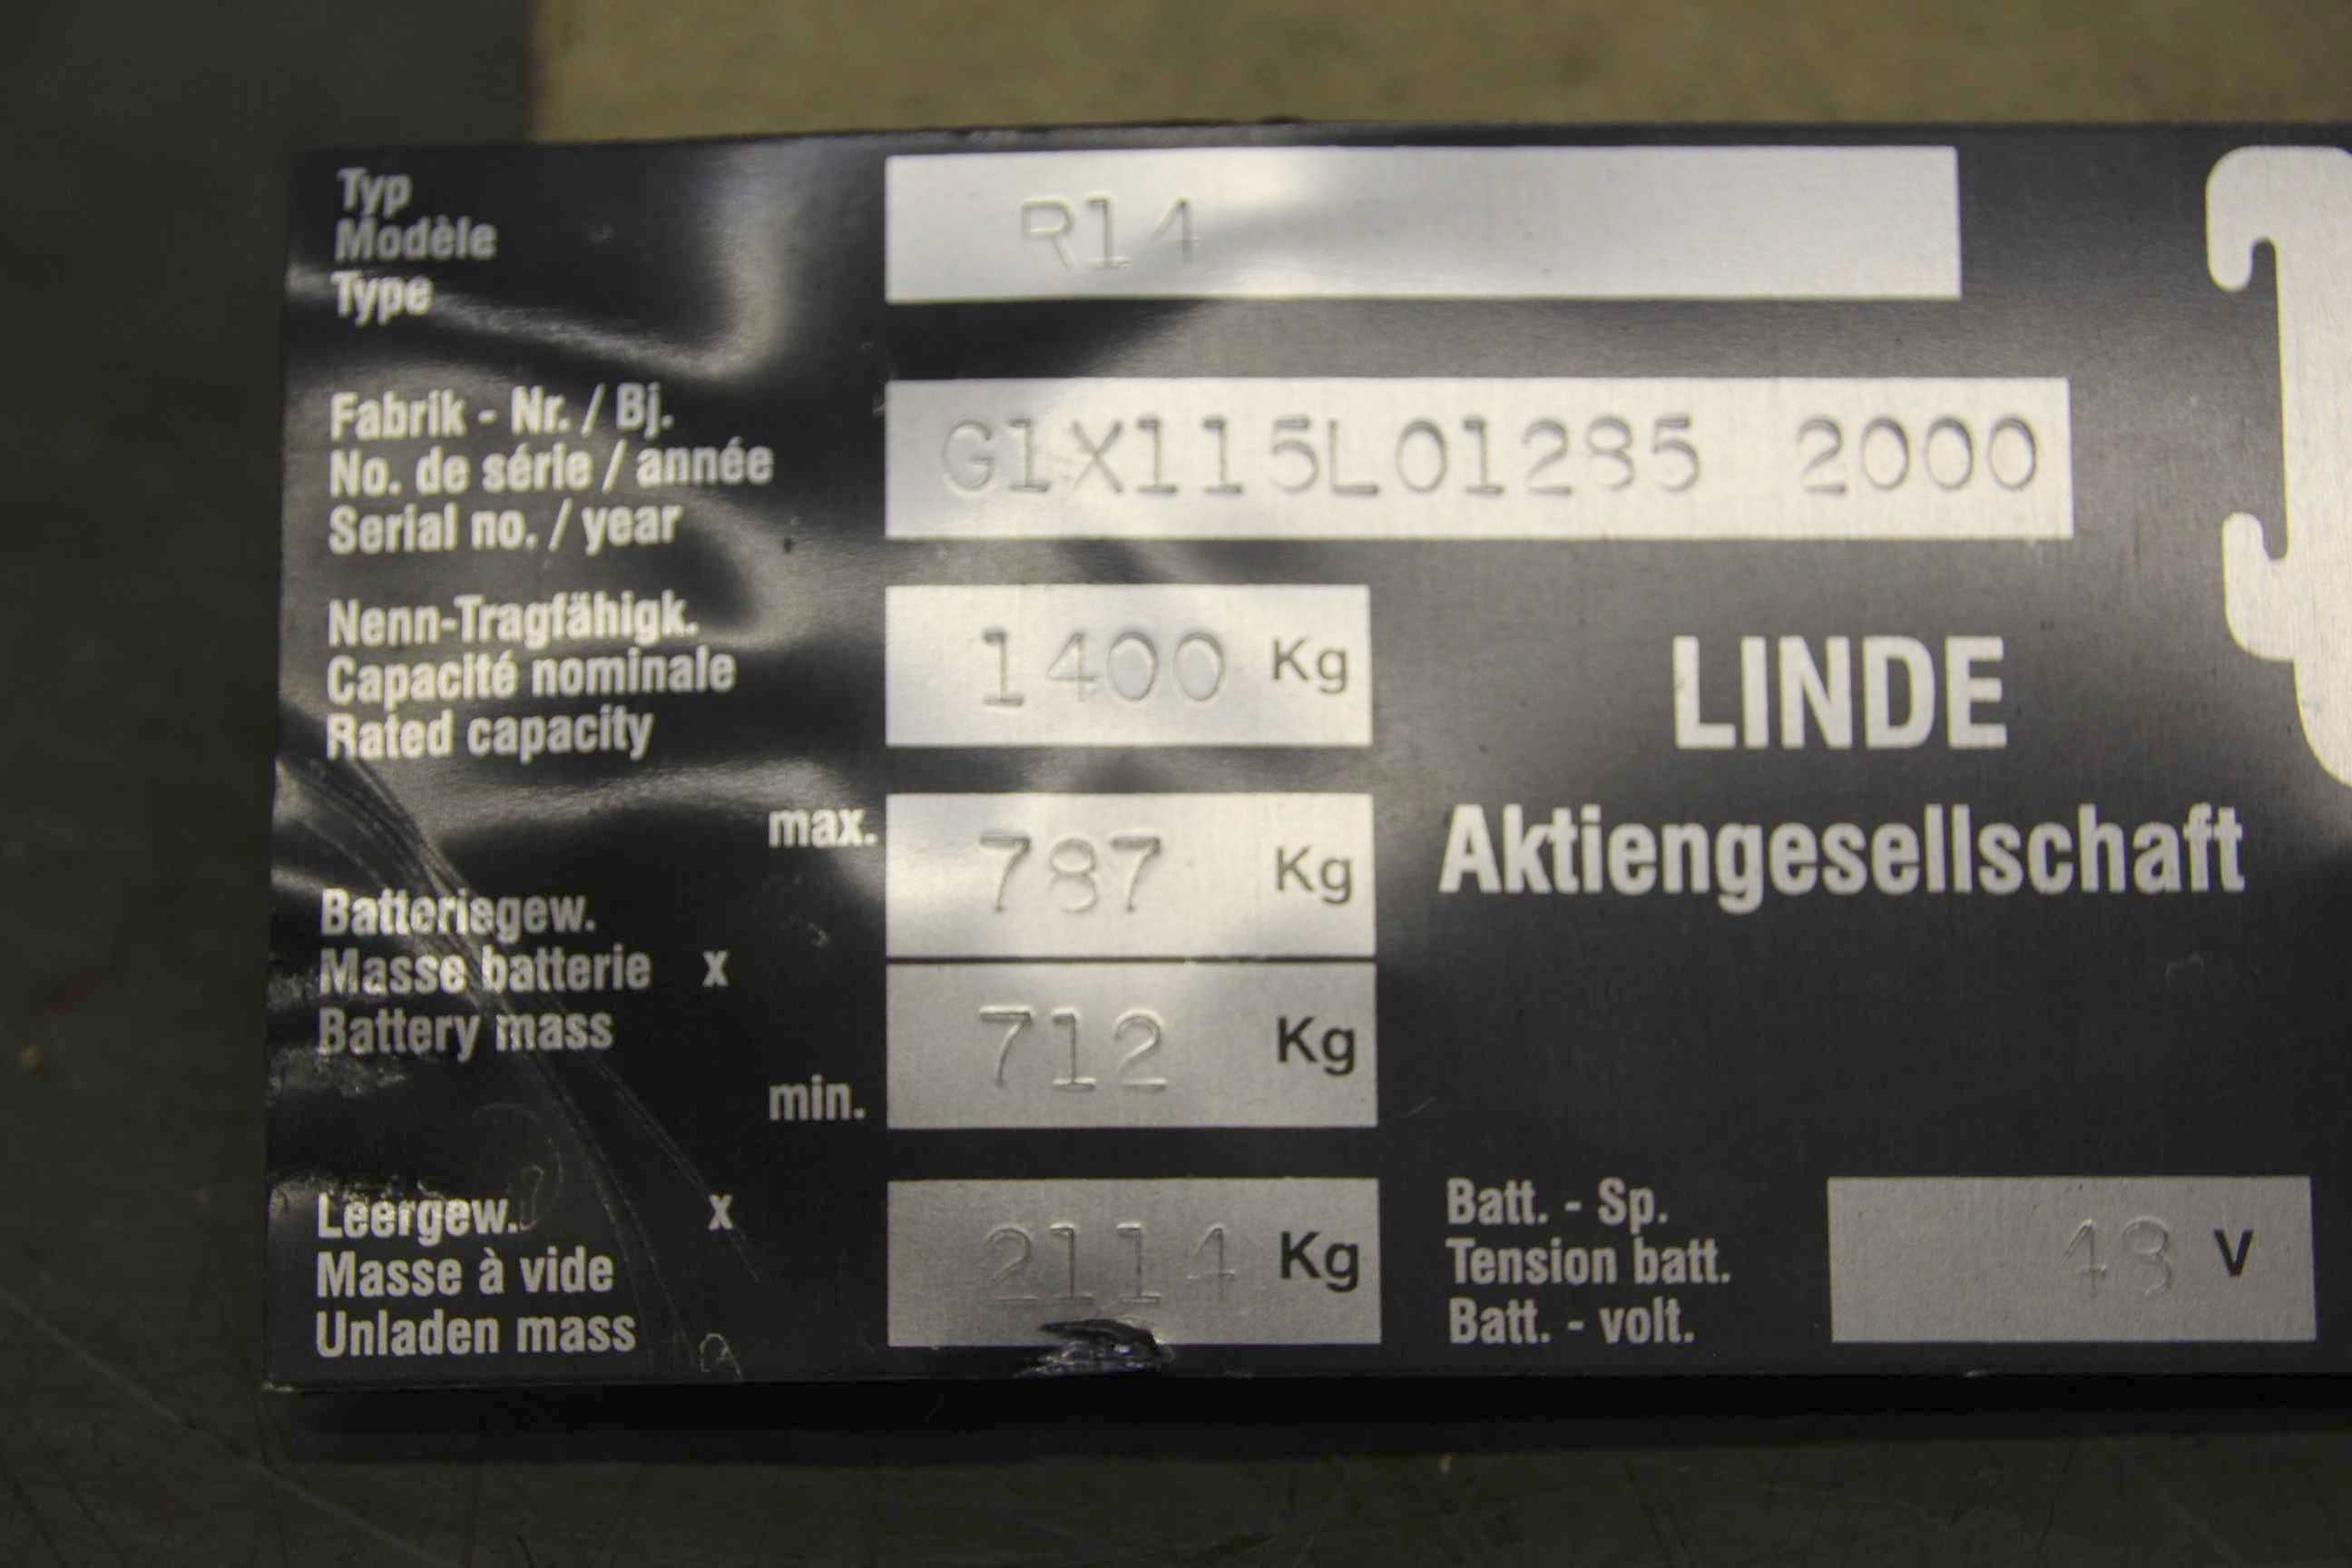 Typ
Modèle
Type
R14
Fabrik - Nr. / Bj.
No. de série / année
Serial no. / year
G1X115L01285 2000
Nenn-Tragfähigk.
Capacité nominale
Rated capacity
1400 Kg
LINDE
Aktiengesellschaft
max.
787 Kg
Batteriegew.
Masse batterie x
Battery mass
712 Kg
min.
Leergew. x
Masse à vide
Unladen mass
2114 Kg
Batt. - Sp.
Tension batt.
Batt. - volt.
48 V